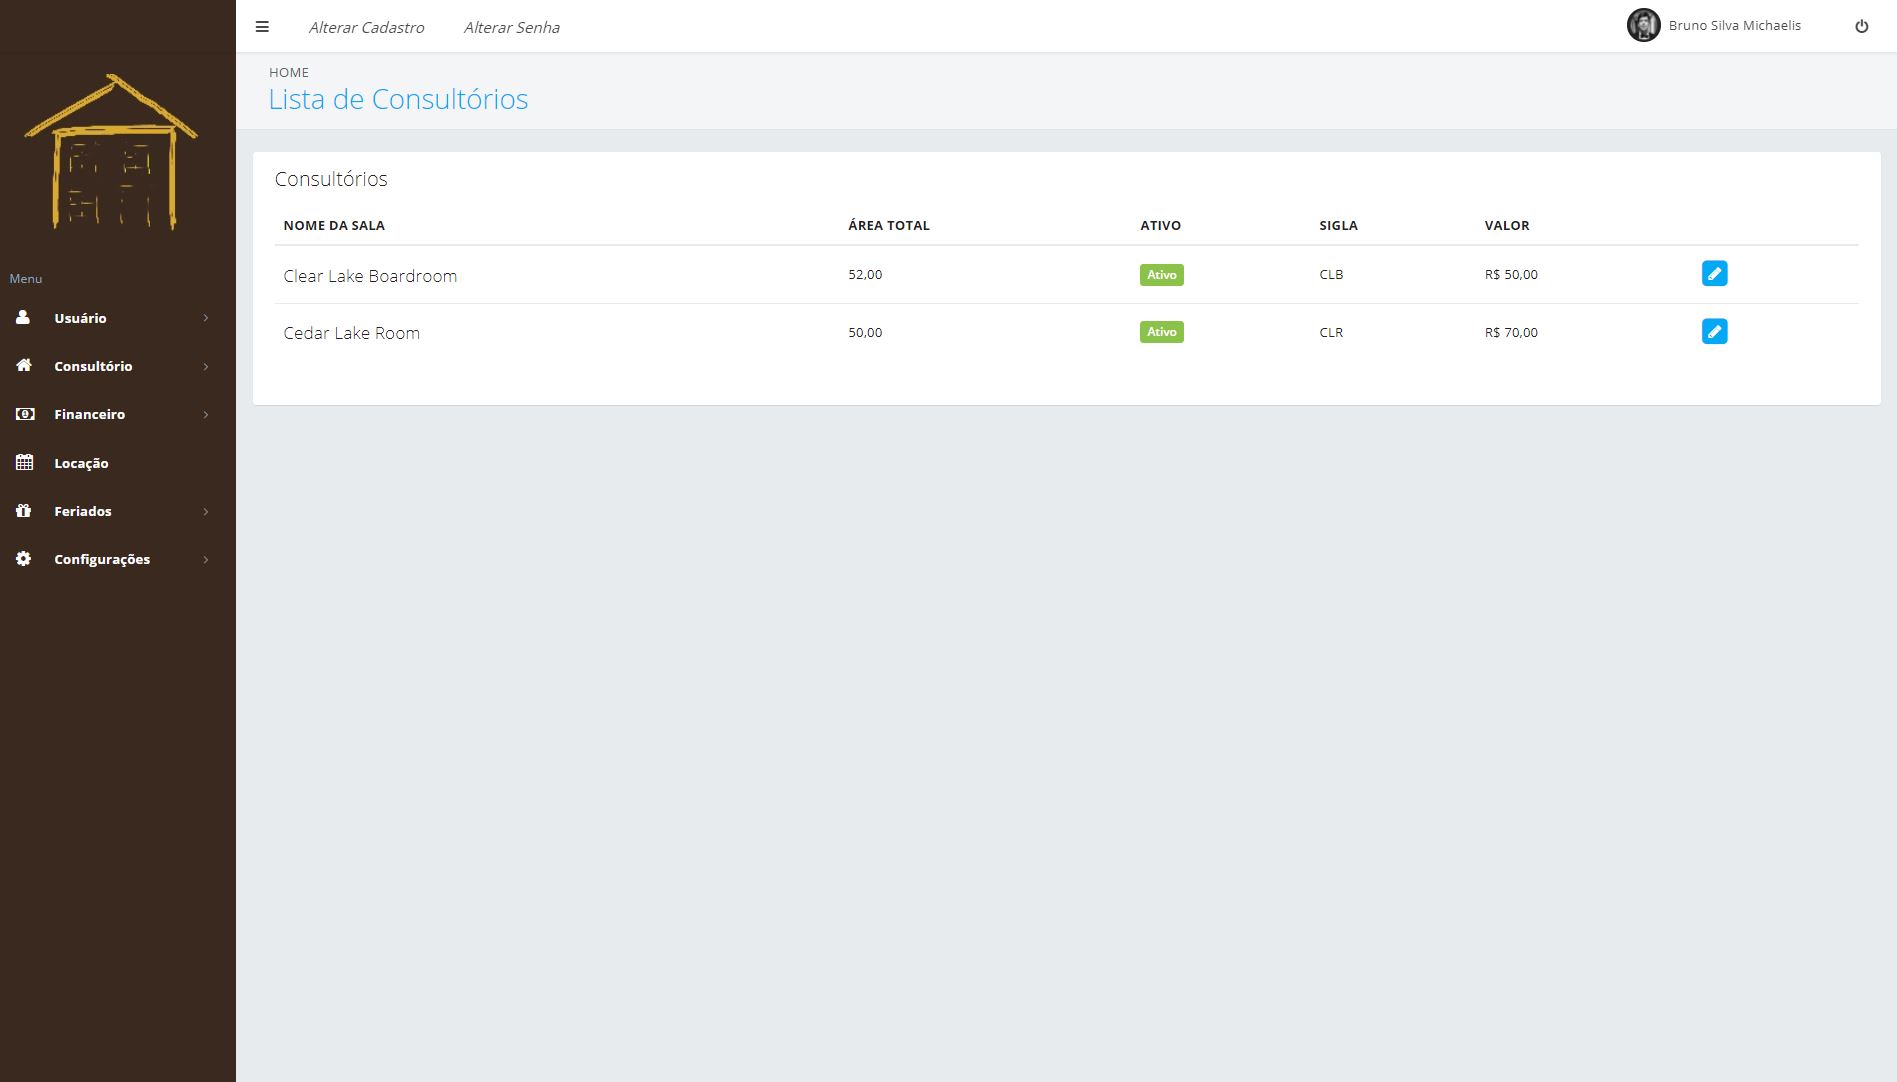 Alterar Cadastro Alterar Senha Bruno Silva Michaelis
HOME
Lista de Consultórios
Menu
Usuário
Consultório
Financeiro
Locação
Feriados
Configurações
Consultórios
NOME DA SALA ÁREA TOTAL ATIVO SIGLA VALOR
Clear Lake Boardroom 52,00 Ativo CLB R$ 50,00
Cedar Lake Room 50,00 Ativo CLR R$ 70,00